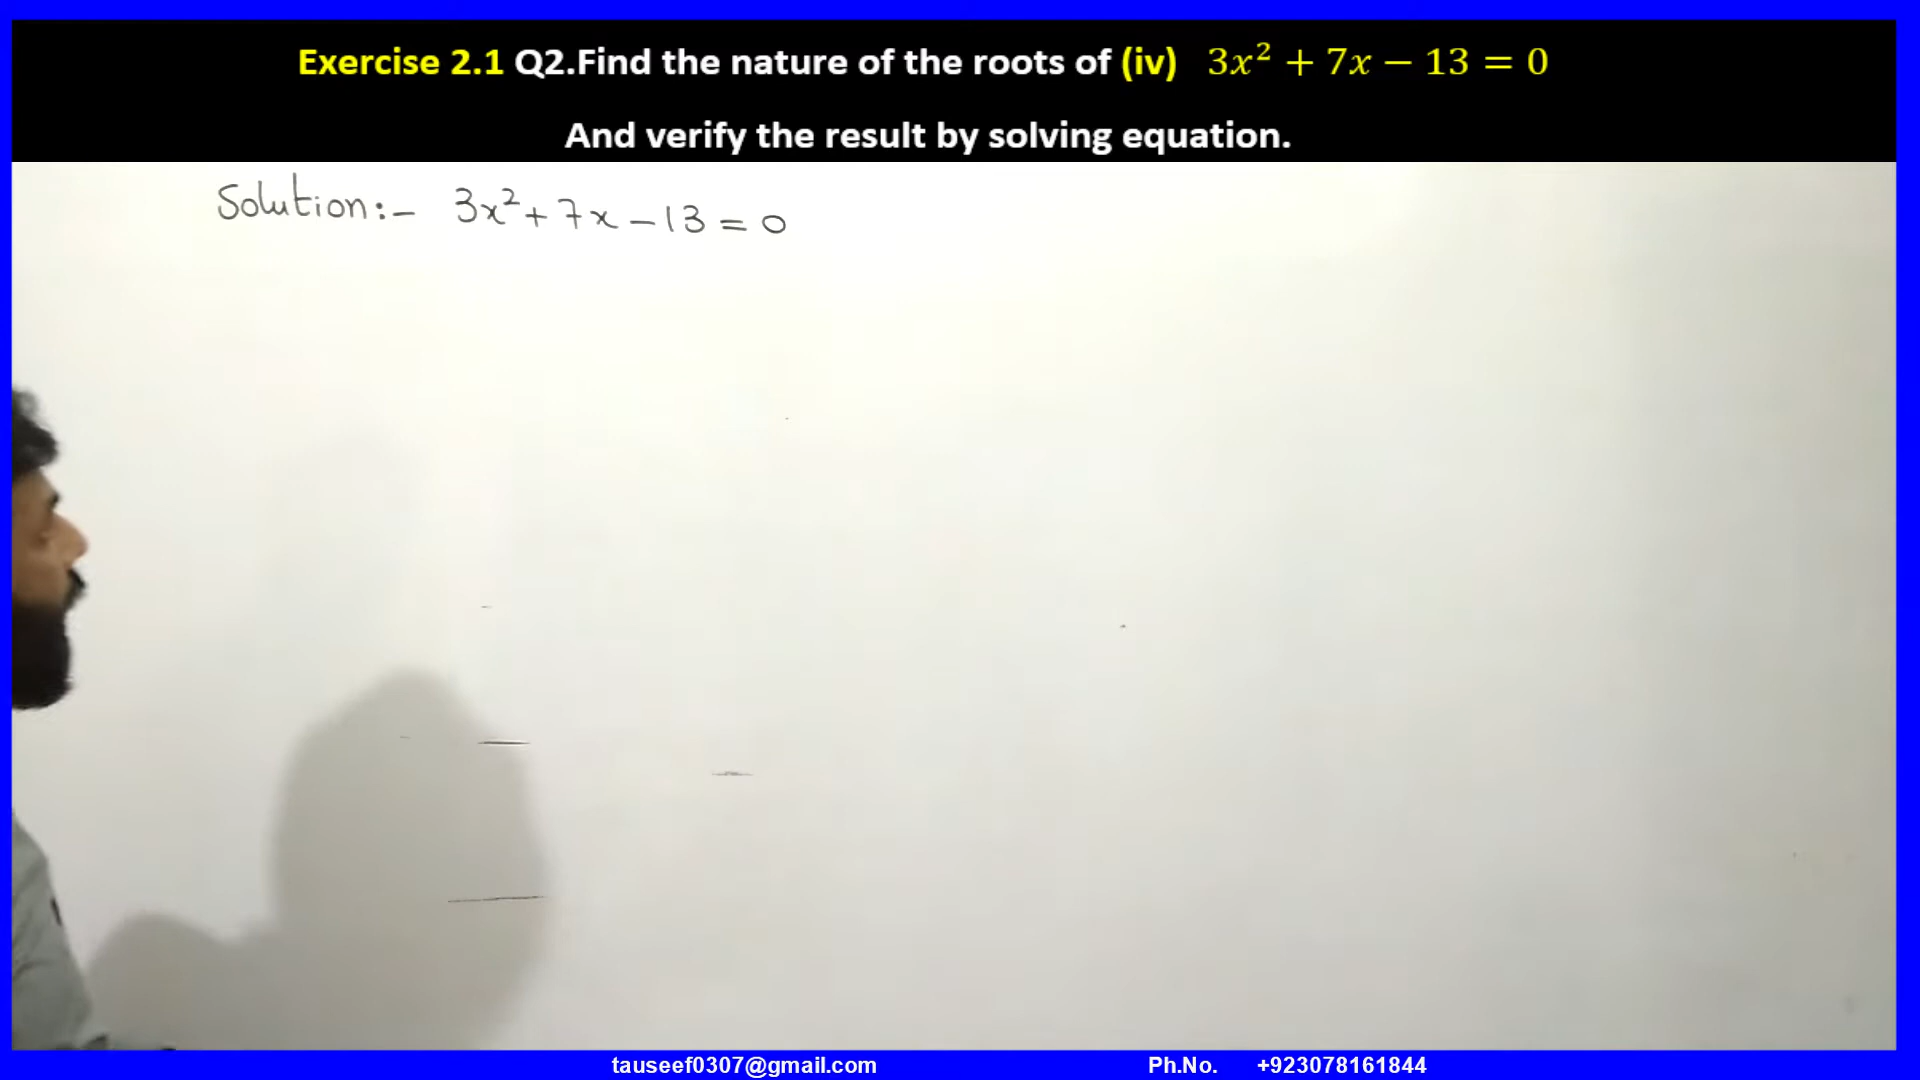 Exercise 2.1 Q2.Find the nature of the roots of (iv) 3x² + 7x − 13 = 0
And verify the result by solving equation.
Solution:- 3x²+7x-13=0
tauseef0307@gmail.com Ph.No. +923078161844